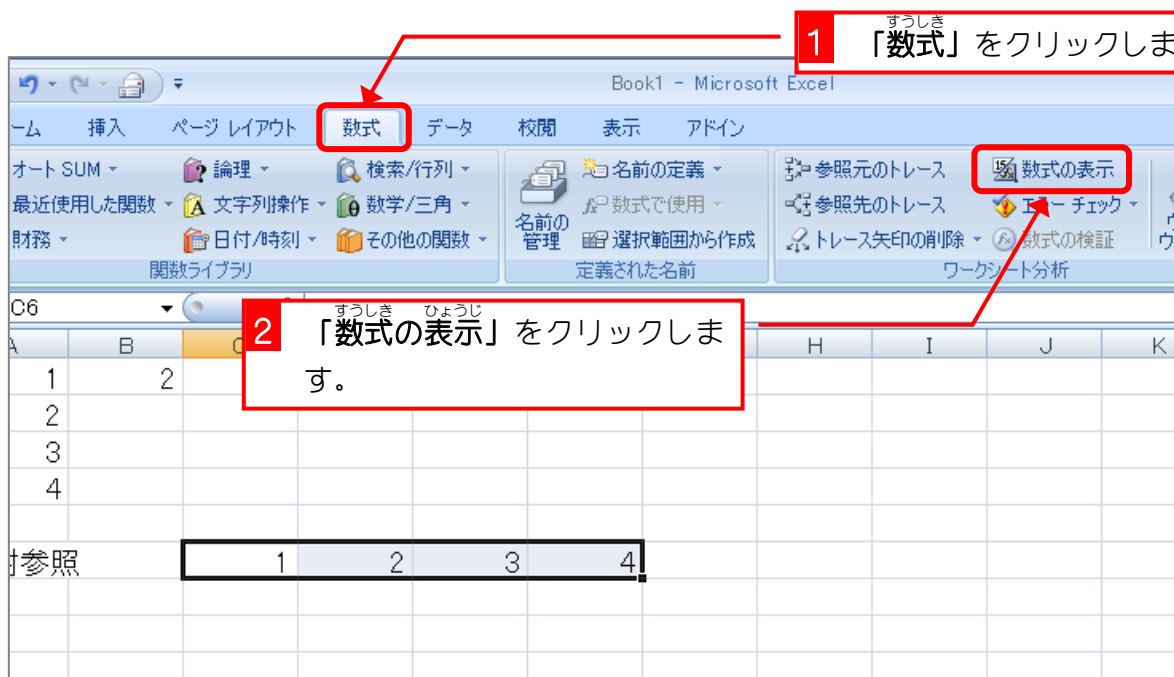 1 「数式」をクリックしま
すうしき
Book1 - Microsoft Excel
ーム 挿入 ページ レイアウト 数式 データ 校閲 表示 アドイン
オート SUM 論理 検索/行列 名前の定義 参照元のトレース 数式の表示
最近使用した関数 文字列操作 数学/三角 数式で使用 参照先のトレース エラー チェック
財務 日付/時刻 その他の関数 名前の管理 選択範囲から作成 トレース矢印の削除 数式の検証 ウ
関数ライブラリ 定義された名前 ワークシート分析
C6
すうしき ひょうじ
2 「数式の表示」をクリックしま
す。
A B C H I J K
1 2
2
3
4
対参照 1 2 3 4